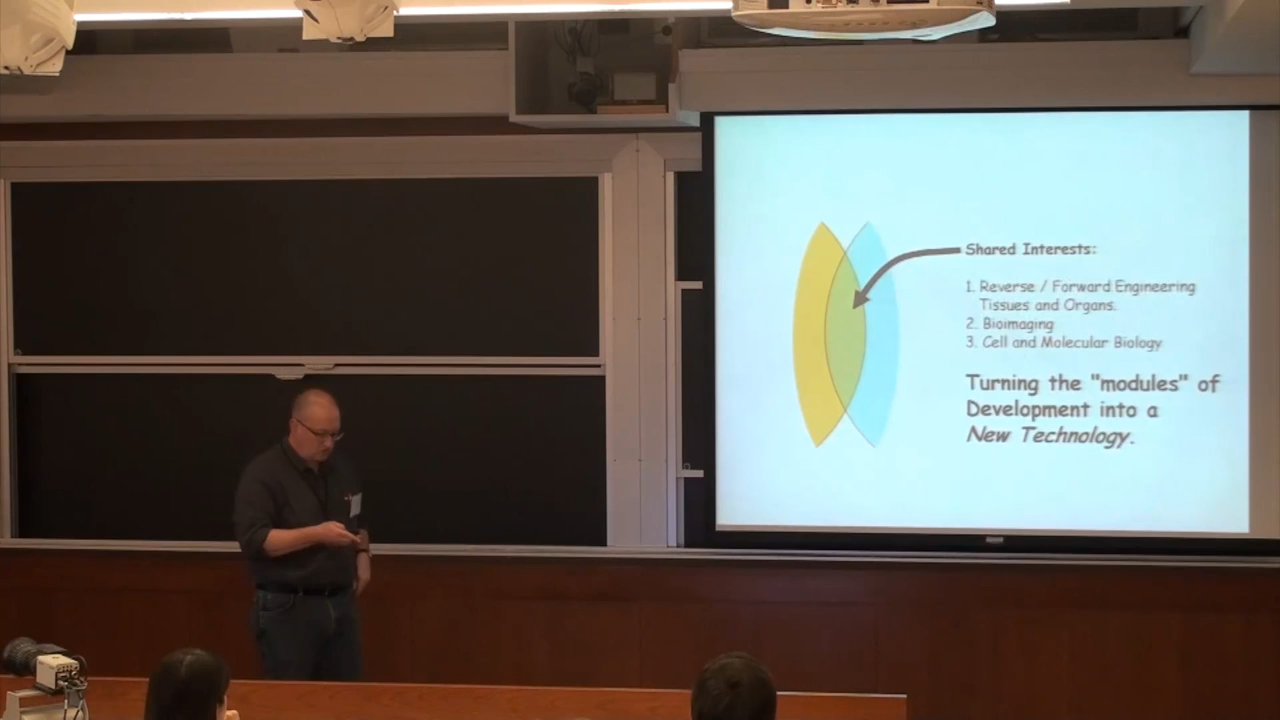 Shared Interests:
1. Reverse / Forward Engineering
Tissues and Organs.
2. Bioimaging
3. Cell and Molecular Biology
Turning the "modules" of
Development into a
New Technology.